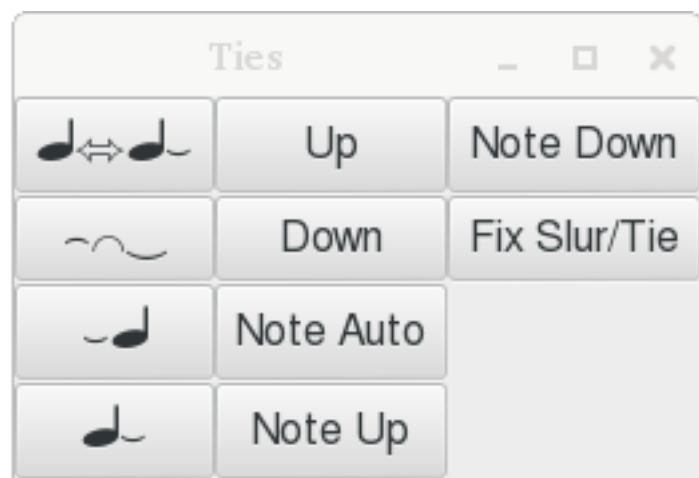 Ties
Up Note Down
Down Fix Slur/Tie
Note Auto
Note Up